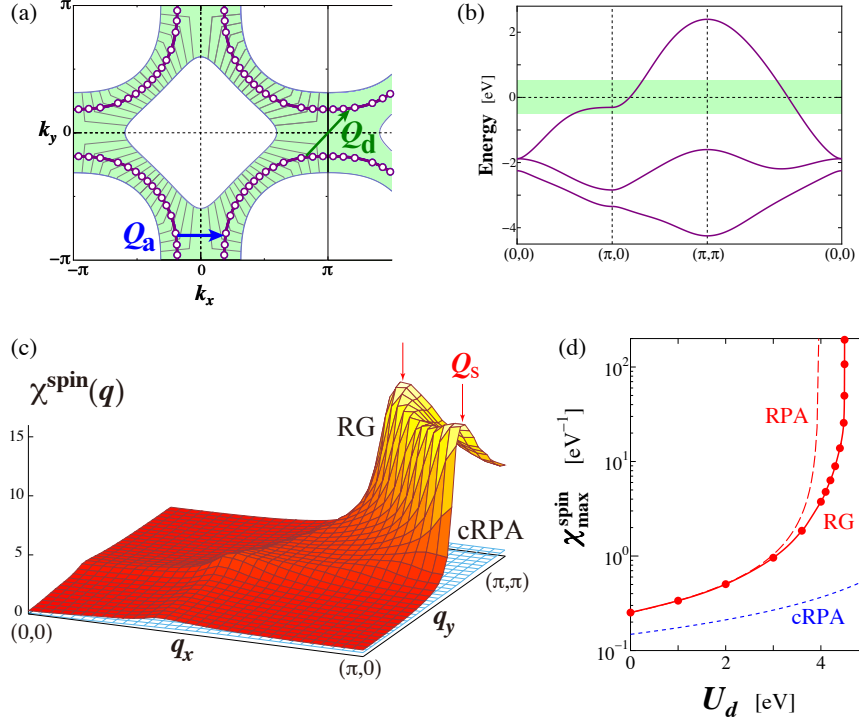 (a)
π
k_y 0
-π
-π 0 π
k_x
Q_a
Q_d
(b)
Energy [eV]
2
0
-2
-4
(0,0) (π,0) (π,π) (0,0)
(c)
χ^spin(q)
15
10
5
0
RG
Q_s
cRPA
(0,0)
q_x
(π,0)
q_y
(π,π)
(d)
χ^spin_max [eV^-1]
10^2
10^1
10^0
10^-1
RPA
RG
cRPA
0 2 4
U_d [eV]